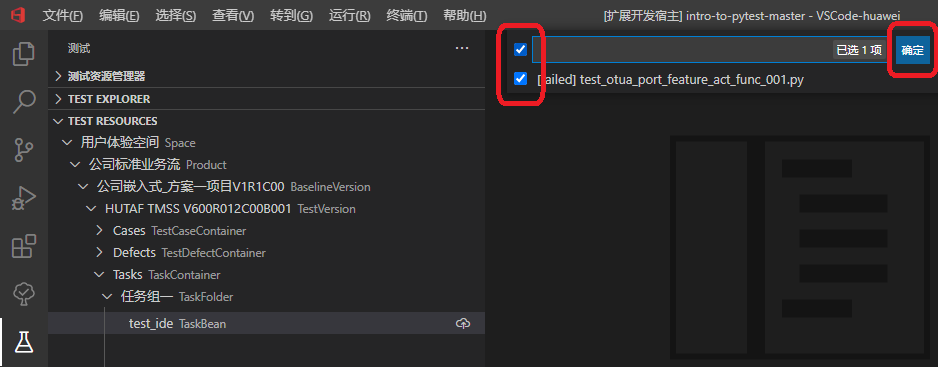 文件(F) 编辑(E) 选择(S) 查看(V) 转到(G) 运行(R) 终端(T) 帮助(H) [扩展开发宿主] intro-to-pytest-master - VSCode-huawei
测试
已选 1 项
确定
测试资源管理器
[failed] test_otua_port_feature_act_func_001.py
TEST EXPLORER
TEST RESOURCES
用户体验空间 Space
公司标准业务流 Product
公司嵌入式_方案一项目V1R1C00 BaselineVersion
HUTAF TMSS V600R012C00B001 TestVersion
Cases TestCaseContainer
Defects TestDefectContainer
Tasks TaskContainer
任务组一 TaskFolder
test_ide TaskBean